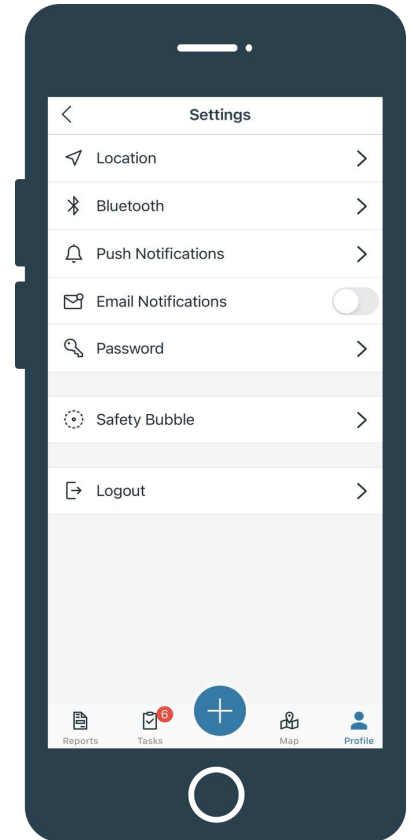 Settings
Location
Bluetooth
Push Notifications
Email Notifications
Password
Safety Bubble
Logout
6
Reports Tasks Map Profile